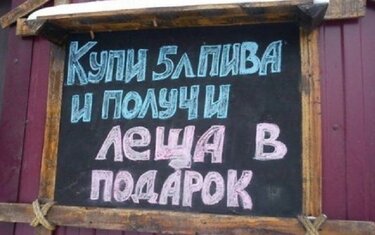 Купи 5л пива
и получи
леща в
подарок